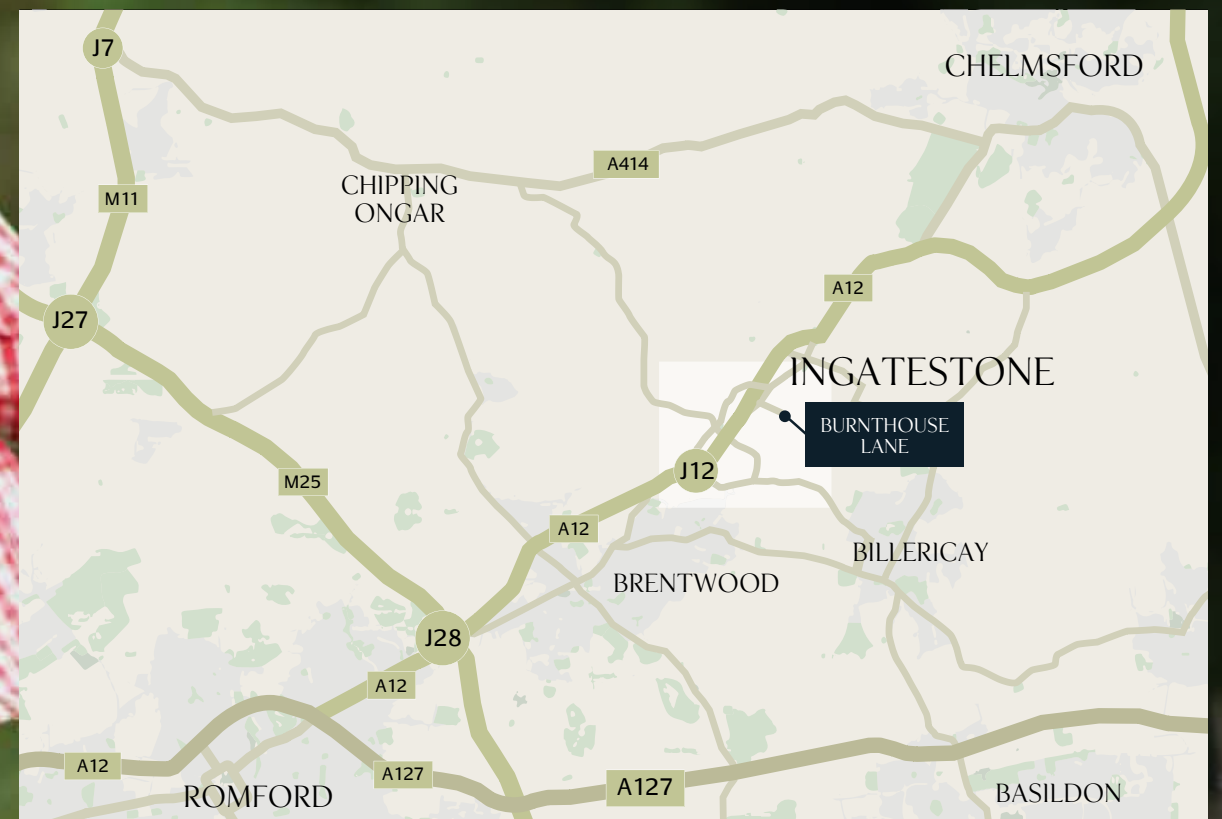 J7
CHELMSFORD
A414
CHIPPING
ONGAR
M11
A12
J27
INGATESTONE
BURNTHOUSE
LANE
J12
M25
A12
BILLERICAY
BRENTWOOD
J28
A12
A12
A127
A127
ROMFORD
BASILDON